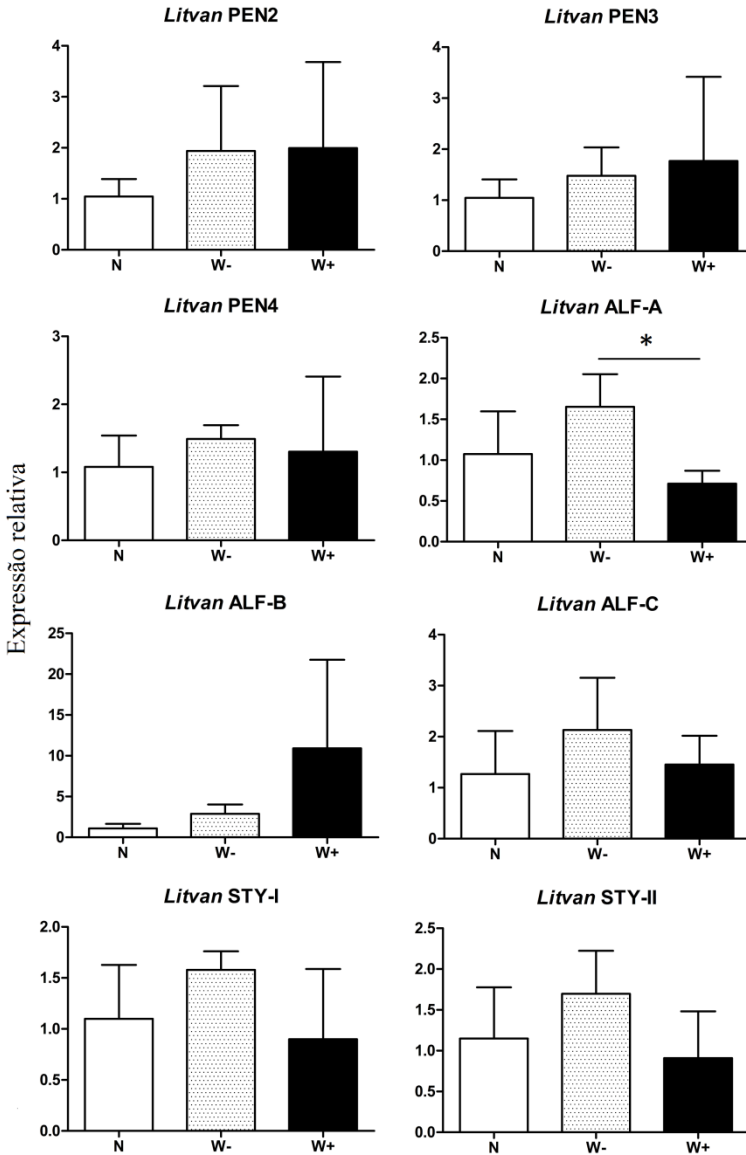 Litvan PEN2
4
3
2
1
0
N W- W+
Litvan PEN3
4
3
2
1
0
N W- W+
Litvan PEN4
3
2
1
0
N W- W+
Litvan ALF-A
2.5
2.0
1.5
1.0
0.5
0.0
*
N W- W+
Expressão relativa
Litvan ALF-B
25
20
15
10
5
0
N W- W+
Litvan ALF-C
4
3
2
1
0
N W- W+
Litvan STY-I
2.0
1.5
1.0
0.5
0.0
N W- W+
Litvan STY-II
2.5
2.0
1.5
1.0
0.5
0.0
N W- W+